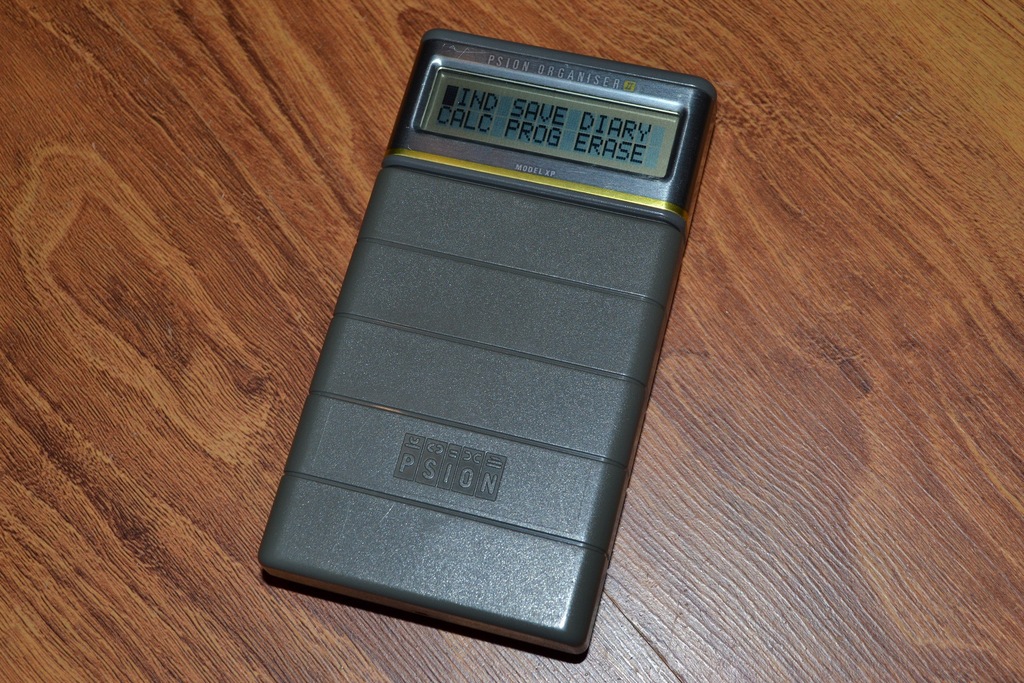 PSION ORGANISER II
█IND SAVE DIARY
CALC PROG ERASE
MODEL XP
PSION